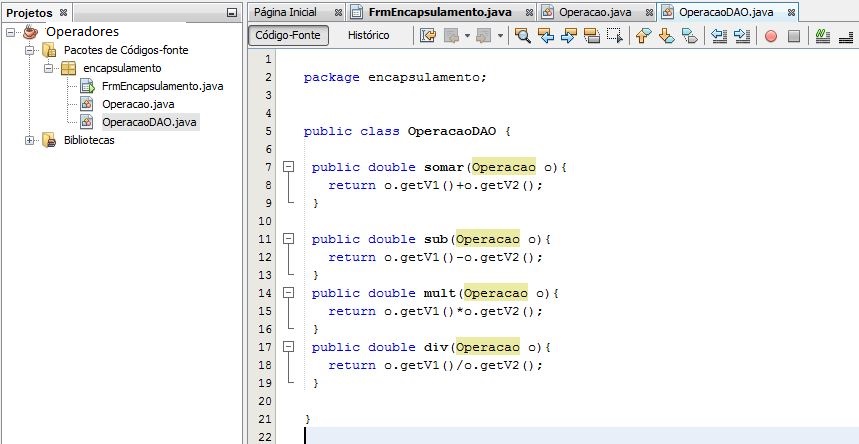 Projetos
Operadores
Pacotes de Códigos-fonte
encapsulamento
FrmEncapsulamento.java
Operacao.java
OperacaoDAO.java
Bibliotecas
Página Inicial FrmEncapsulamento.java Operacao.java OperacaoDAO.java
Código-Fonte Histórico
1
2 package encapsulamento;
3
4
5 public class OperacaoDAO {
6
7 public double somar(Operacao o){
8 return o.getV1()+o.getV2();
9 }
10
11 public double sub(Operacao o){
12 return o.getV1()-o.getV2();
13 }
14 public double mult(Operacao o){
15 return o.getV1()*o.getV2();
16 }
17 public double div(Operacao o){
18 return o.getV1()/o.getV2();
19 }
20
21 }
22